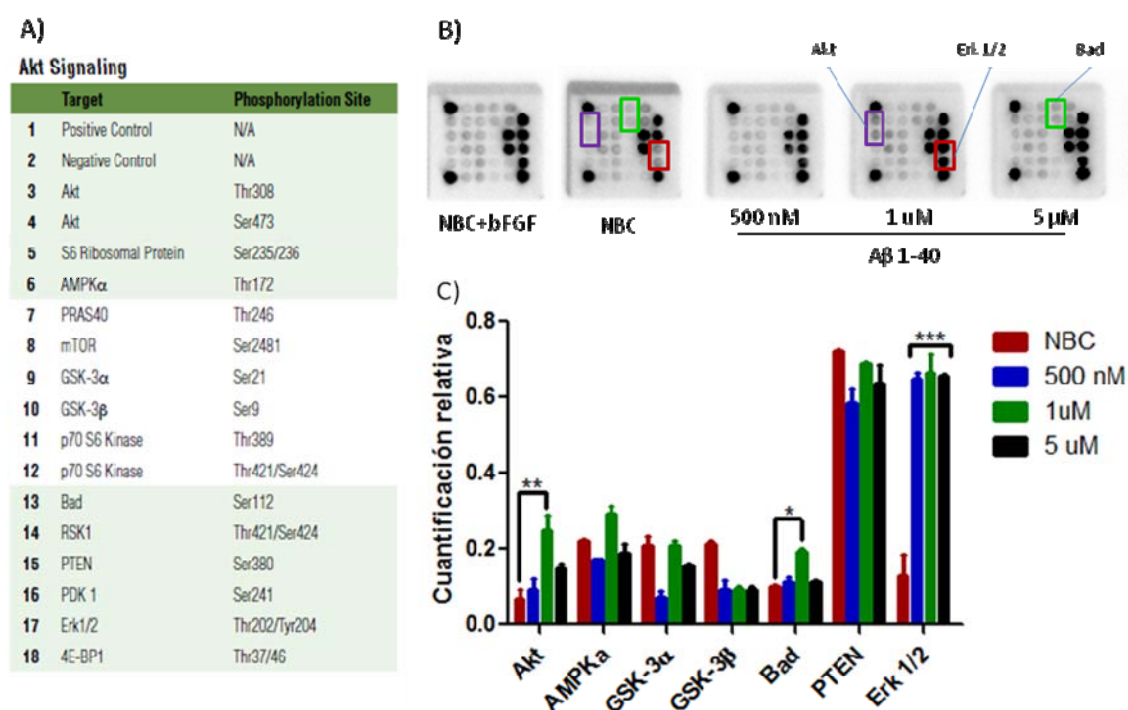 A)
Akt Signaling
Target Phosphorylation Site
1 Positive Control N/A
2 Negative Control N/A
3 Akt Thr308
4 Akt Ser473
5 S6 Ribosomal Protein Ser235/236
6 AMPKα Thr172
7 PRAS40 Thr246
8 mTOR Ser2481
9 GSK-3α Ser21
10 GSK-3β Ser9
11 p70 S6 Kinase Thr389
12 p70 S6 Kinase Thr421/Ser424
13 Bad Ser112
14 RSK1 Thr421/Ser424
15 PTEN Ser380
16 PDK 1 Ser241
17 Erk1/2 Thr202/Tyr204
18 4E-BP1 Thr37/46
B)
Akt Erk 1/2 Bad
NBC+bFGF NBC 500 nM 1 uM 5 µM
Aβ 1-40
C)
Cuantificación relativa
0.8
0.6
0.4
0.2
0.0
** * ***
NBC
500 nM
1uM
5 uM
Akt AMPKa GSK-3α GSK-3β Bad PTEN Erk 1/2